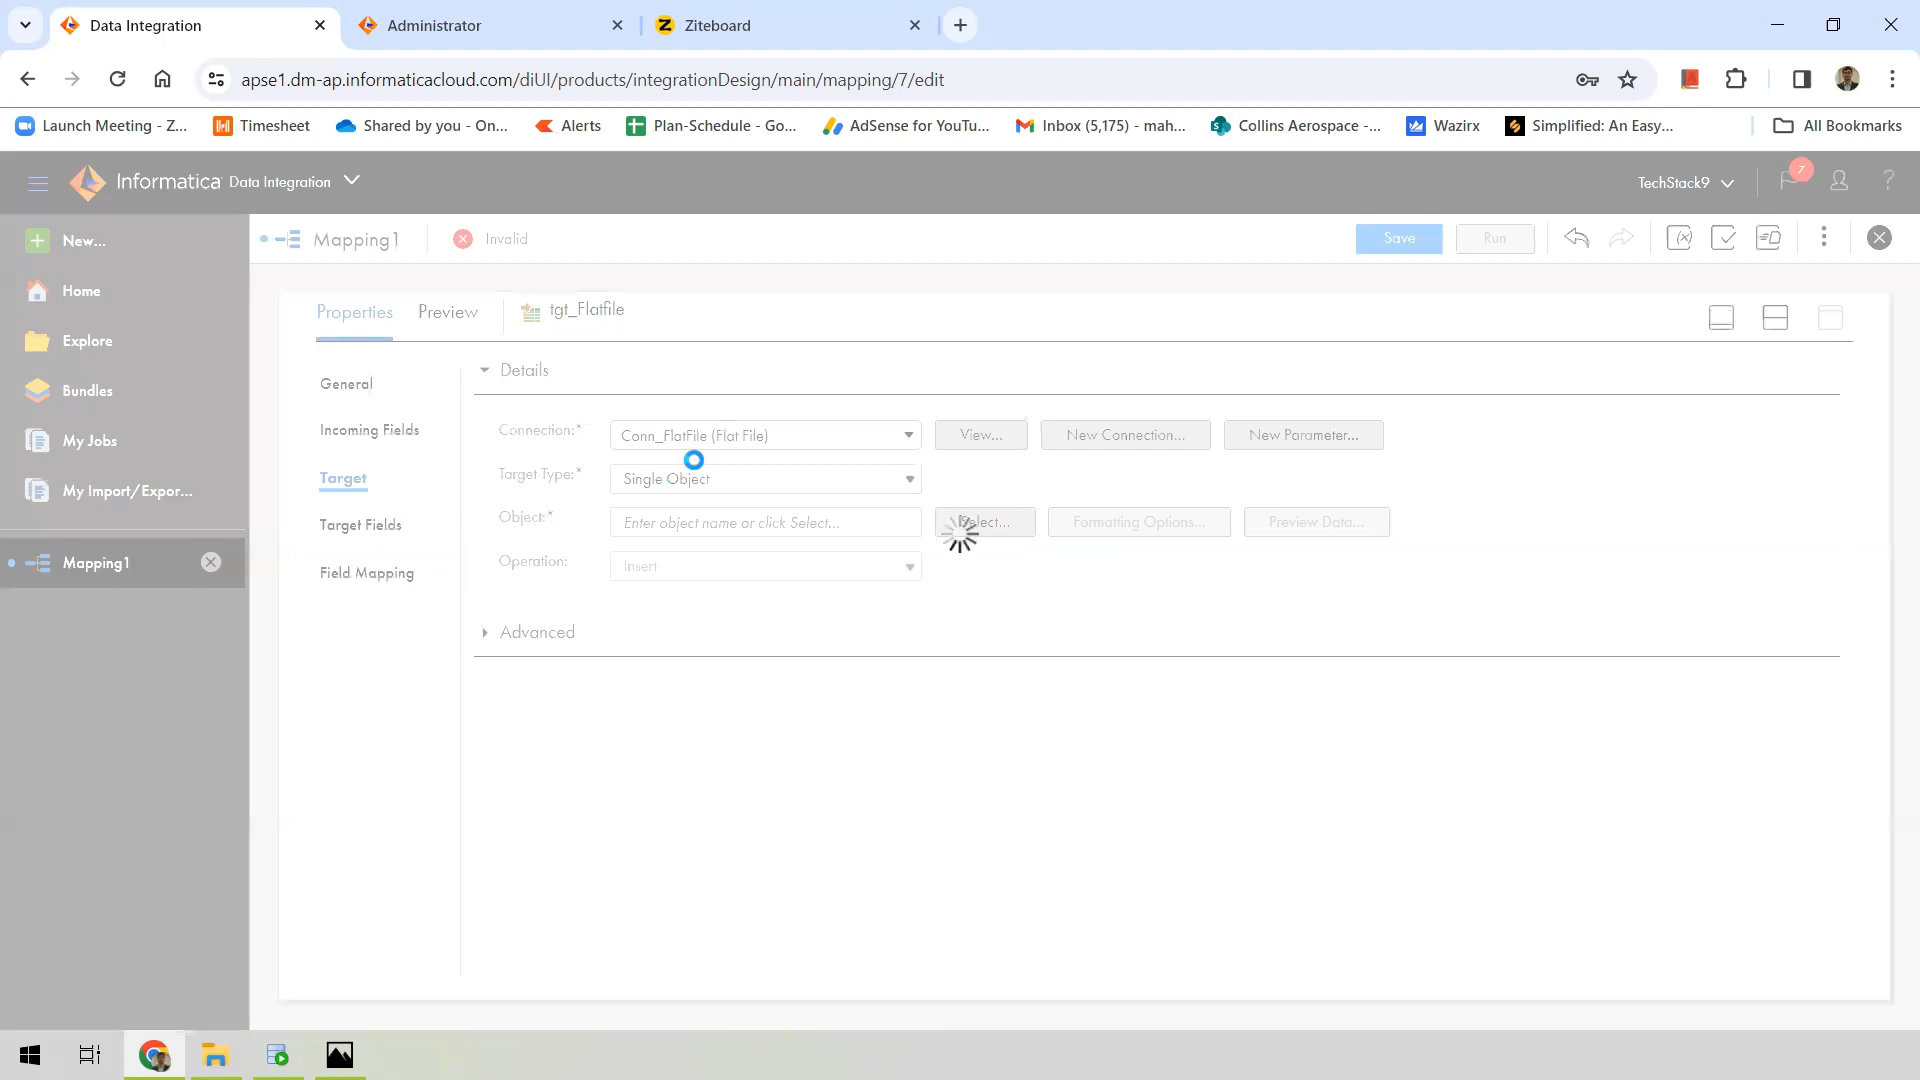 Data Integration
Administrator
Ziteboard
apse1.dm-ap.informaticacloud.com/diUI/products/integrationDesign/main/mapping/7/edit
Launch Meeting - Z...
Timesheet
Shared by you - On...
Alerts
Plan-Schedule - Go...
AdSense for YouTu...
Inbox (5,175) - mah...
Collins Aerospace -...
Wazirx
Simplified: An Easy...
All Bookmarks
Informatica Data Integration
TechStack9
7
?
New...
Home
Explore
Bundles
My Jobs
My Import/Expor...
Mapping1
Mapping1
Invalid
Save
Run
Properties
Preview
tgt_Flatfile
General
Incoming Fields
Target
Target Fields
Field Mapping
Details
Connection:*
Conn_FlatFile (Flat File)
View...
New Connection...
New Parameter...
Target Type:*
Single Object
Object:*
Enter object name or click Select...
Select...
Formatting Options...
Preview Data...
Operation:
Insert
Advanced